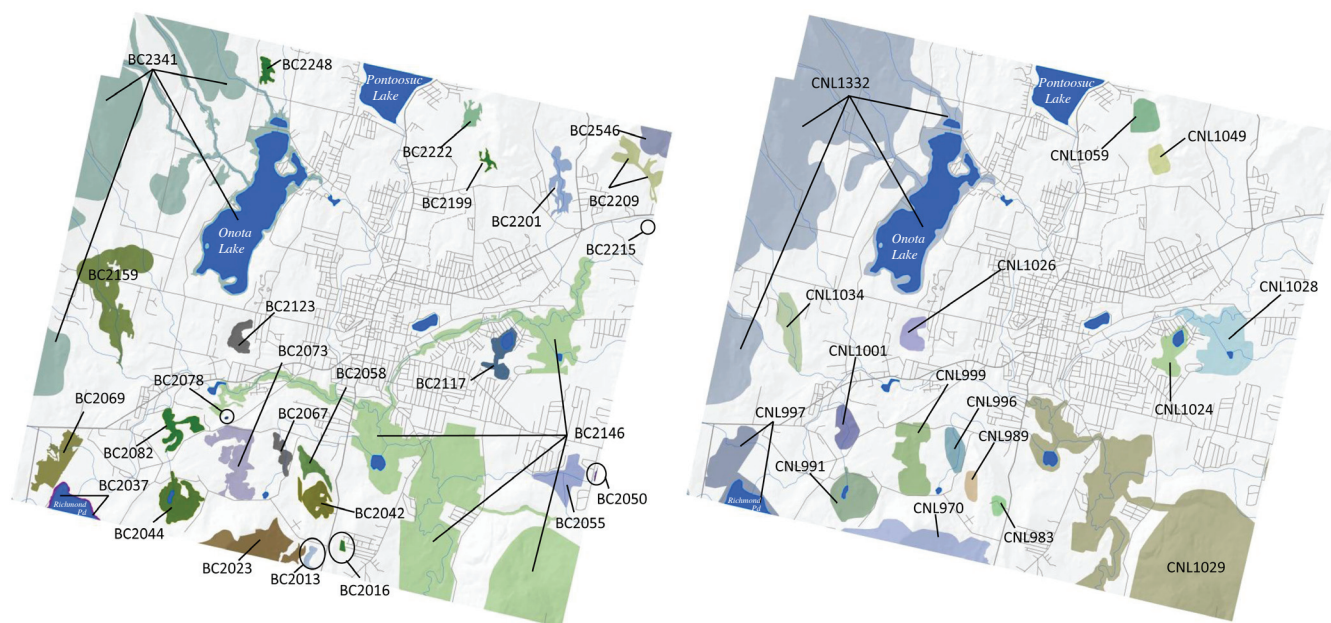 BC2341
BC2248
Pontoosuc
Lake
BC2222
BC2546
BC2199
BC2201
BC2209
BC2215
Onota
Lake
BC2159
BC2123
BC2073
BC2058
BC2117
BC2078
BC2069
BC2067
BC2082
BC2146
BC2037
Richmond
Pd
BC2044
BC2042
BC2050
BC2055
BC2023
BC2013
BC2016
CNL1332
Pontoosuc
Lake
CNL1059
CNL1049
Onota
Lake
CNL1026
CNL1034
CNL1028
CNL1001
CNL999
CNL996
CNL1024
CNL997
CNL989
CNL991
Richmond
Pd
CNL970
CNL983
CNL1029